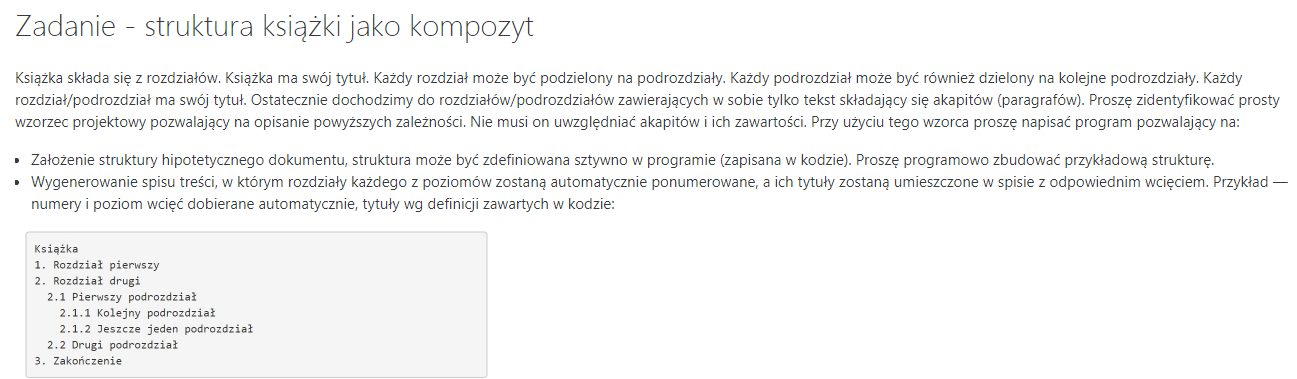 Zadanie - struktura książki jako kompozyt
Książka składa się z rozdziałów. Książka ma swój tytuł. Każdy rozdział może być podzielony na podrozdziały. Każdy podrozdział może być również dzielony na kolejne podrozdziały. Każdy
rozdział/podrozdział ma swój tytuł. Ostatecznie dochodzimy do rozdziałów/podrozdziałów zawierających w sobie tylko tekst składający się akapitów (paragrafów). Proszę zidentyfikować prosty
wzorzec projektowy pozwalający na opisanie powyższych zależności. Nie musi on uwzględniać akapitów i ich zawartości. Przy użyciu tego wzorca proszę napisać program pozwalający na:
• Założenie struktury hipotetycznego dokumentu, struktura może być zdefiniowana sztywno w programie (zapisana w kodzie). Proszę programowo zbudować przykładową strukturę.
• Wygenerowanie spisu treści, w którym rozdziały każdego z poziomów zostaną automatycznie ponumerowane, a ich tytuły zostaną umieszczone w spisie z odpowiednim wcięciem. Przykład —
numery i poziom wcięć dobierane automatycznie, tytuły wg definicji zawartych w kodzie:
Książka
1. Rozdział pierwszy
2. Rozdział drugi
2.1 Pierwszy podrozdział
2.1.1 Kolejny podrozdział
2.1.2 Jeszcze jeden podrozdział
2.2 Drugi podrozdział
3. Zakończenie